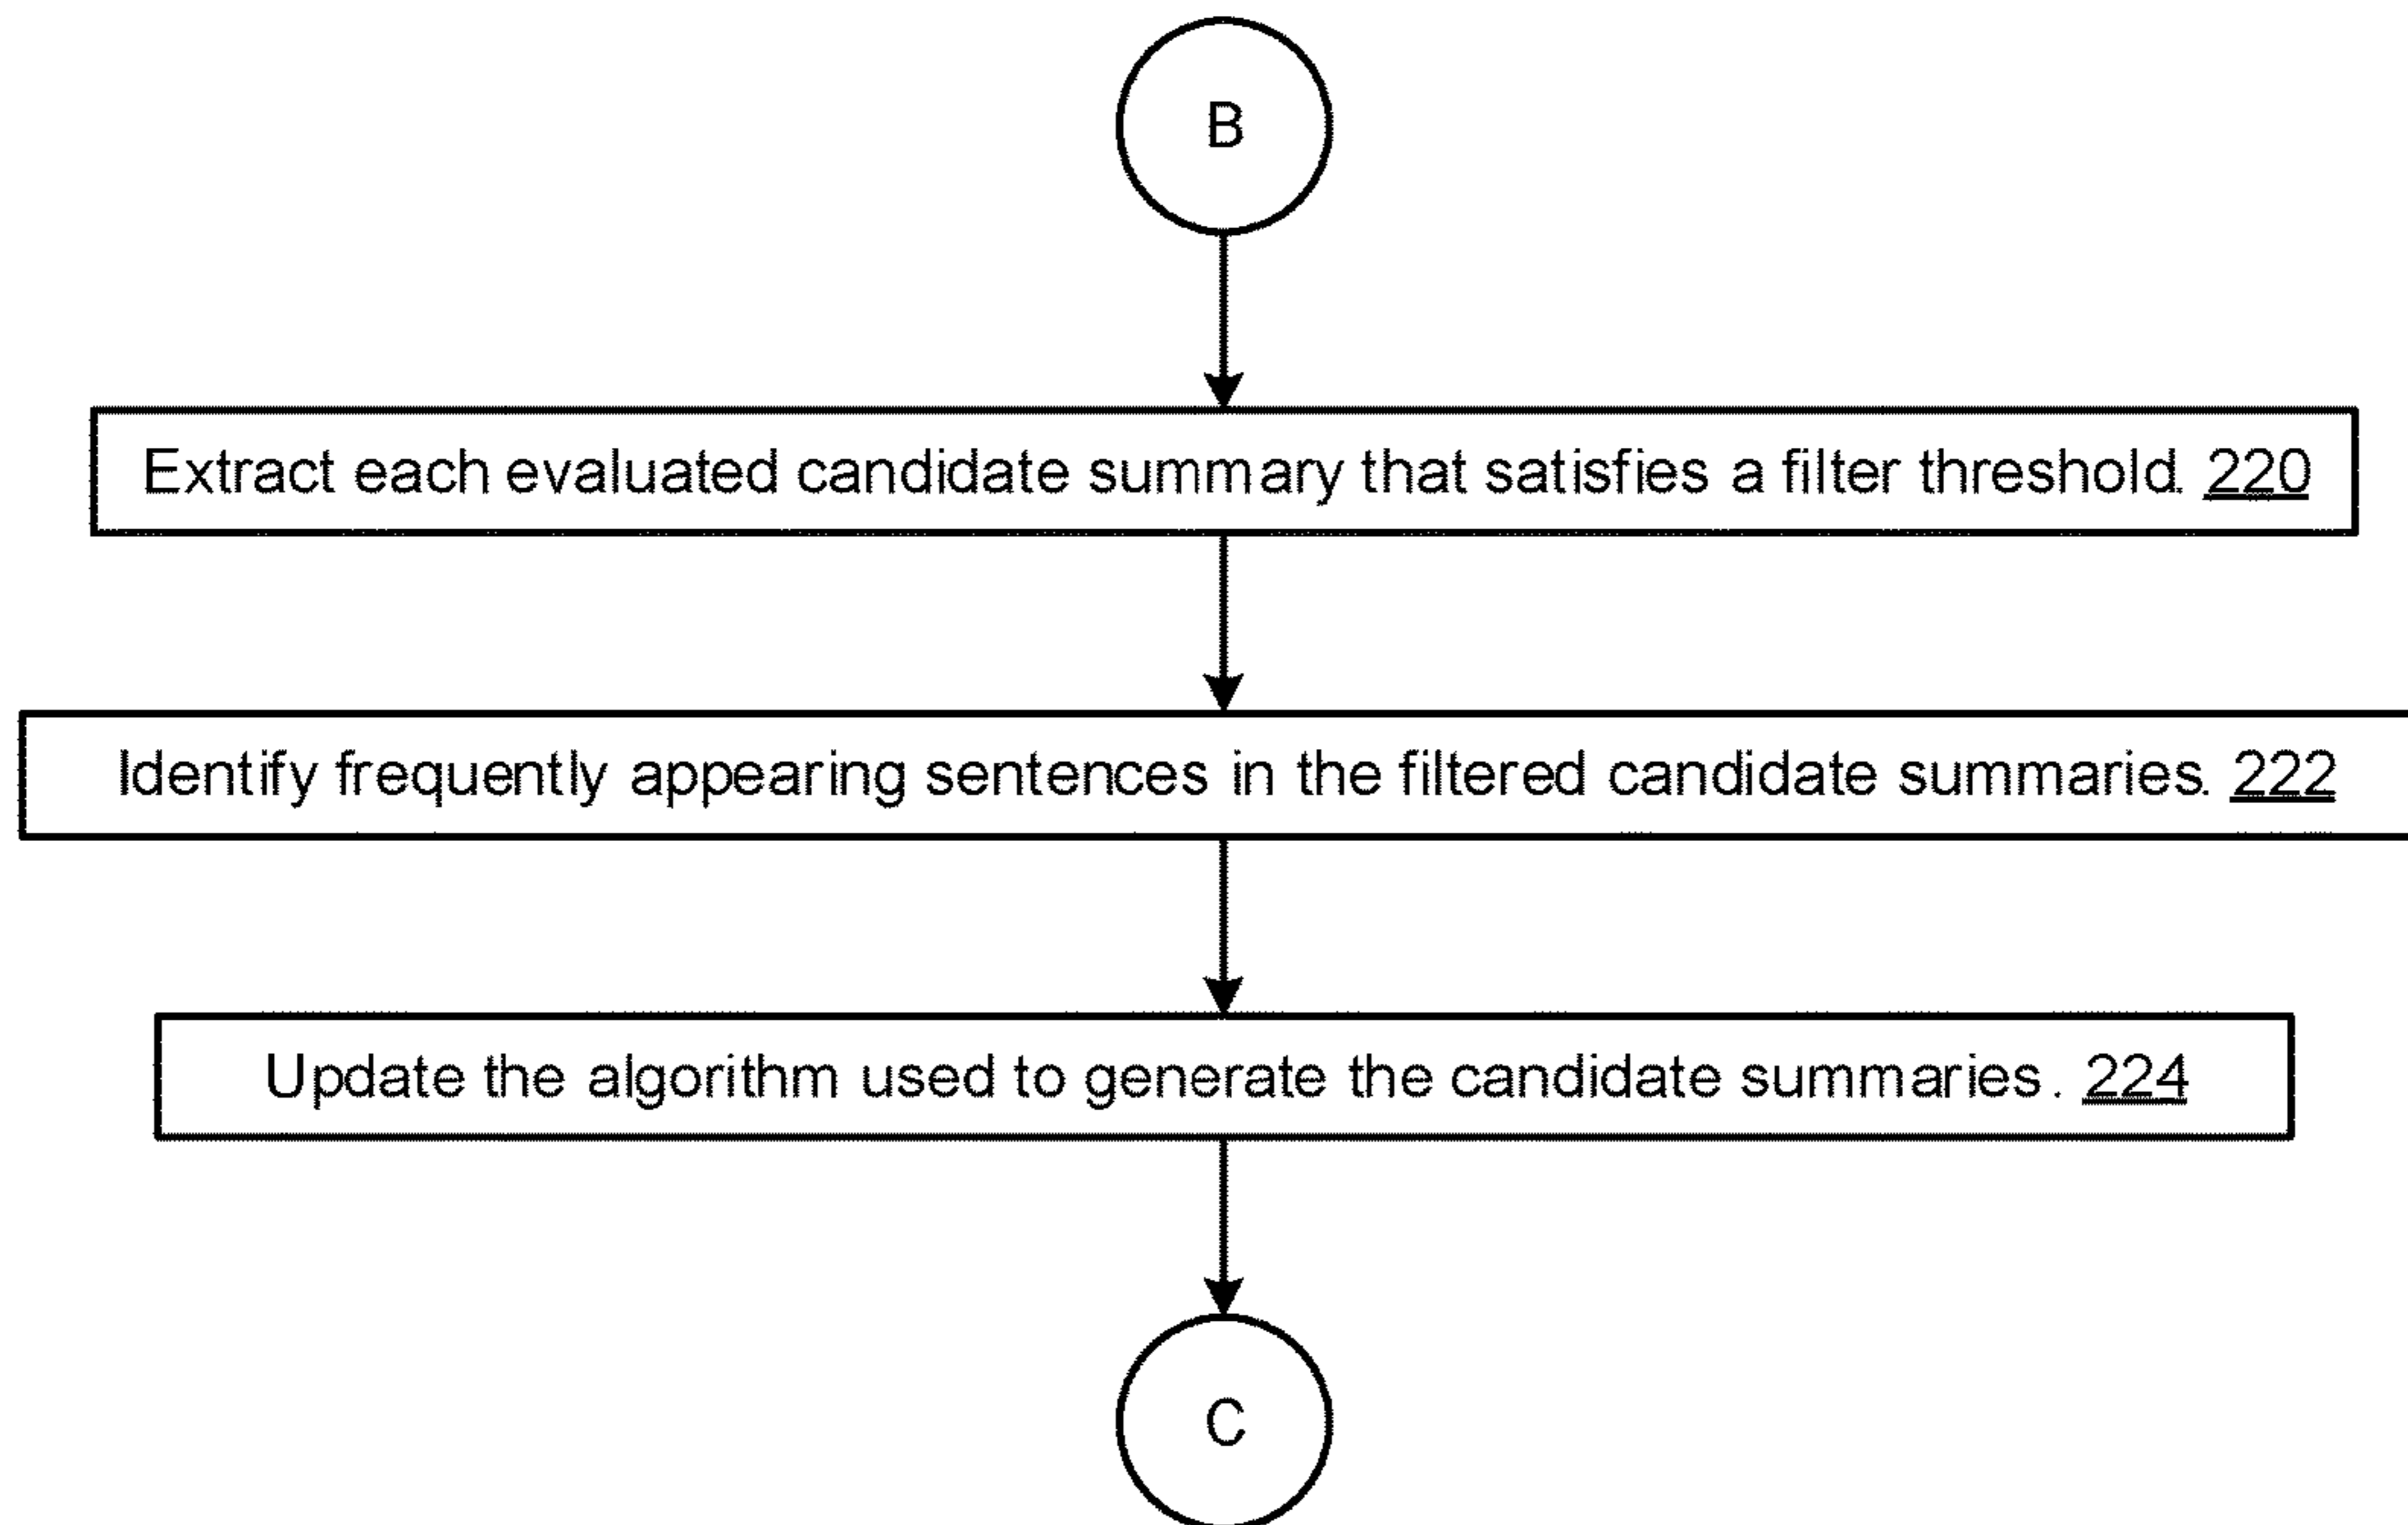 B
Extract each evaluated candidate summary that satisfies a filter threshold. 220
Identify frequently appearing sentences in the filtered candidate summaries. 222
Update the algorithm used to generate the candidate summaries. 224
C